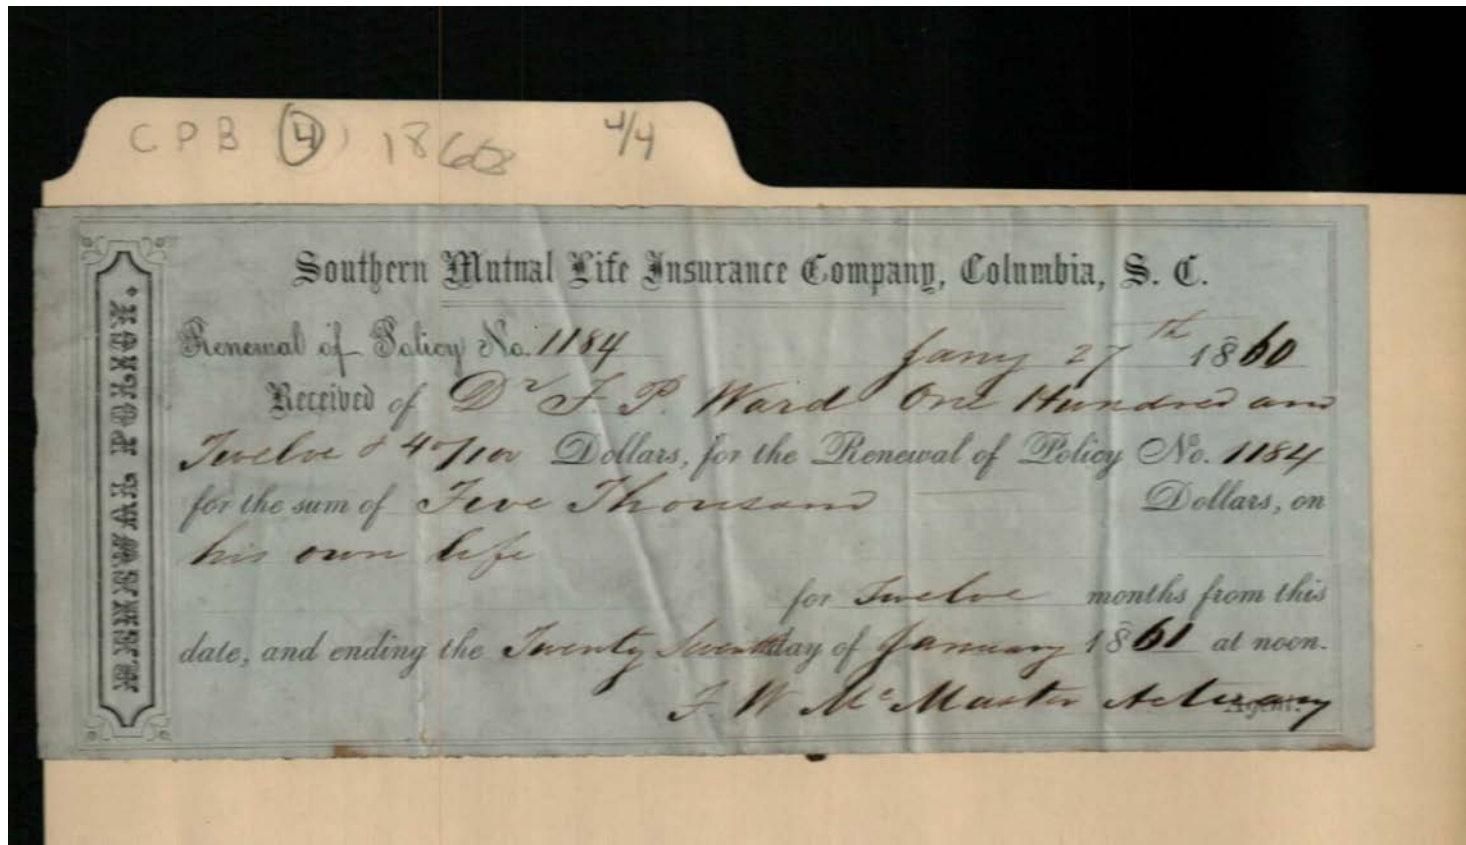 CPB (4) 1860 4/4
Southern Mutual Life Insurance Company, Columbia, S. C.
RENEWAL POLICY.
Renewal of Policy No. 1184 Jany 27th 1860
Received of Dr J. P. Ward One Hundred and
Twelve & 40/100 Dollars, for the Renewal of Policy No. 1184
for the sum of Five Thousand Dollars, on
his own life
for Twelve months from this
date, and ending the Twenty Seventh day of January 1861 at noon.
F. W. McMaster Actuary
Agent.